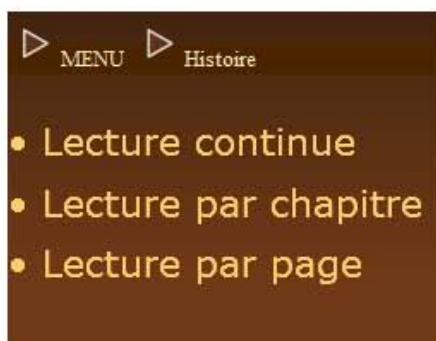 MENU Histoire
• Lecture continue
• Lecture par chapitre
• Lecture par page